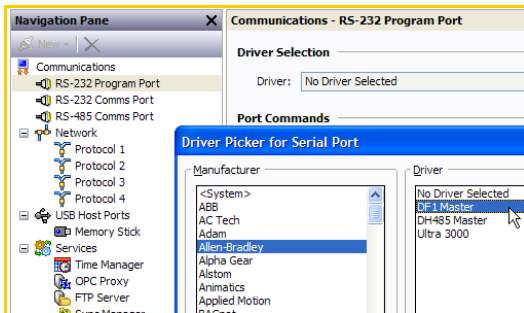 Navigation Pane
New
Communications
RS-232 Program Port
RS-232 Comms Port
RS-485 Comms Port
Network
Protocol 1
Protocol 2
Protocol 3
Protocol 4
USB Host Ports
Memory Stick
Services
Time Manager
OPC Proxy
FTP Server
Sync Manager
Communications - RS-232 Program Port
Driver Selection
Driver: No Driver Selected
Port Commands
Driver Picker for Serial Port
Manufacturer
<System>
ABB
AC Tech
Adam
Allen-Bradley
Alpha Gear
Alstom
Animatics
Applied Motion
BACnet
Driver
No Driver Selected
DF1 Master
DH485 Master
Ultra 3000